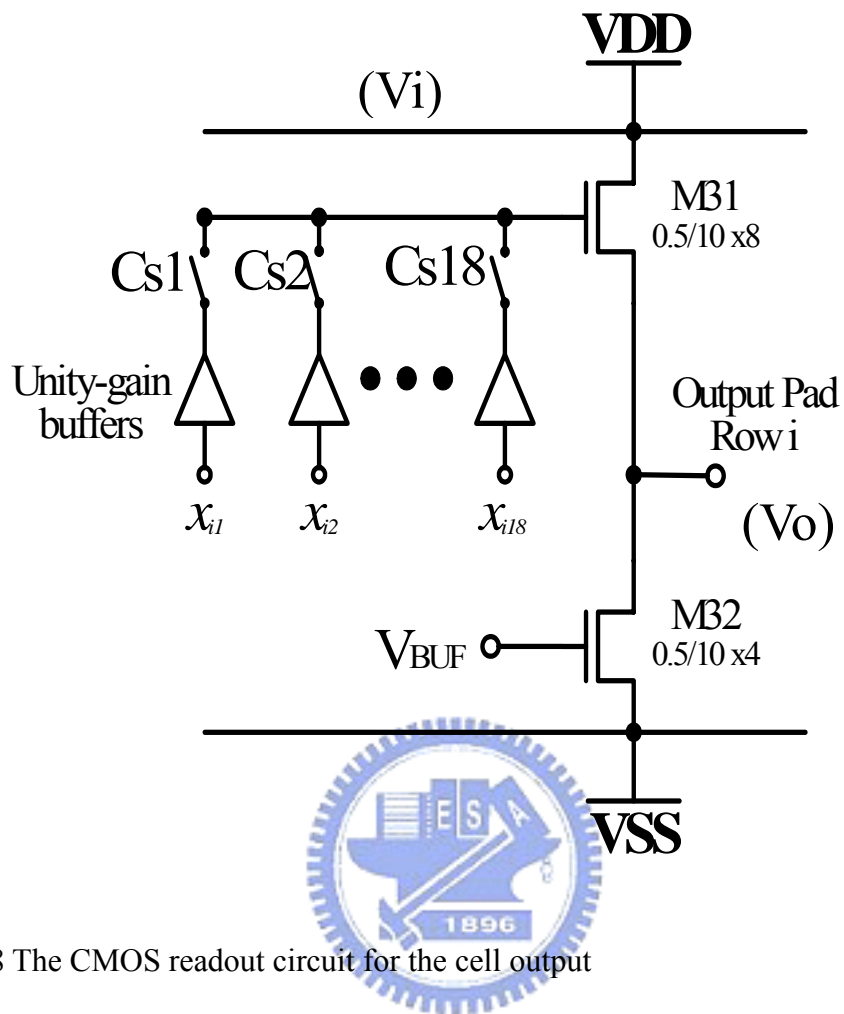 VDD
(Vi)
M31
0.5/10 x8
Cs1
Cs2
Cs18
Unity-gain
buffers
Output Pad
Row i
xi1
xi2
xi18
(Vo)
M32
0.5/10 x4
VBUF
VSS
E S A
1896
8 The CMOS readout circuit for the cell output